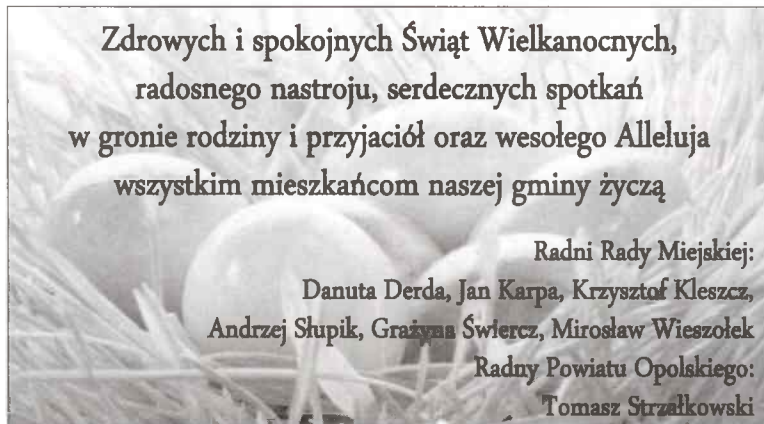 Zdrowych i spokojnych Świąt Wielkanocnych,
radosnego nastroju, serdecznych spotkań
w gronie rodziny i przyjaciół oraz wesołego Alleluja
wszystkim mieszkańcom naszej gminy życzą
Radni Rady Miejskiej:
Danuta Derda, Jan Karpa, Krzysztof Kleszcz,
Andrzej Słupik, Grażyna Świercz, Mirosław Wieszołek
Radny Powiatu Opolskiego:
Tomasz Strzałkowski